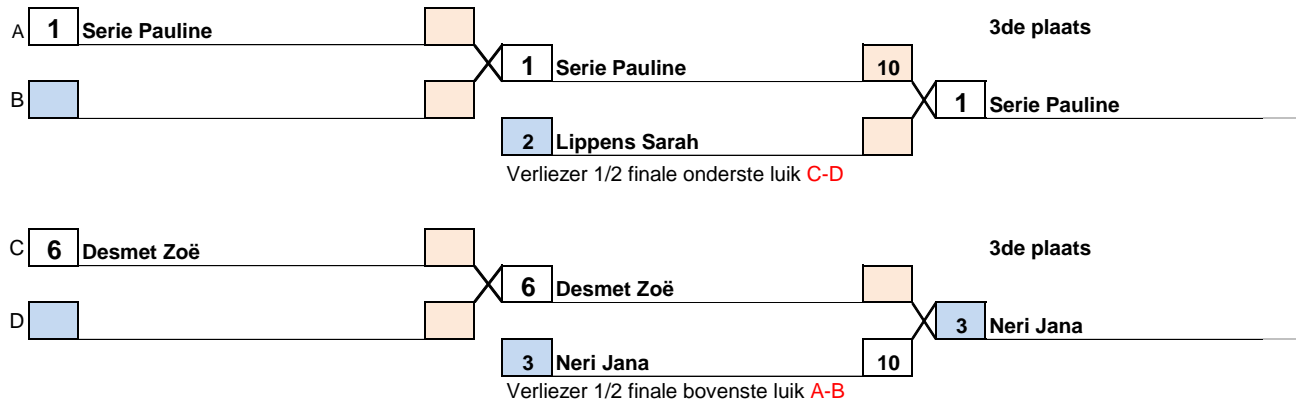 A 1 Serie Pauline
3de plaats
1 Serie Pauline 10
B
1 Serie Pauline
2 Lippens Sarah
Verliezer 1/2 finale onderste luik C-D
C 6 Desmet Zoë
3de plaats
6 Desmet Zoë
D
3 Neri Jana
3 Neri Jana 10
Verliezer 1/2 finale bovenste luik A-B